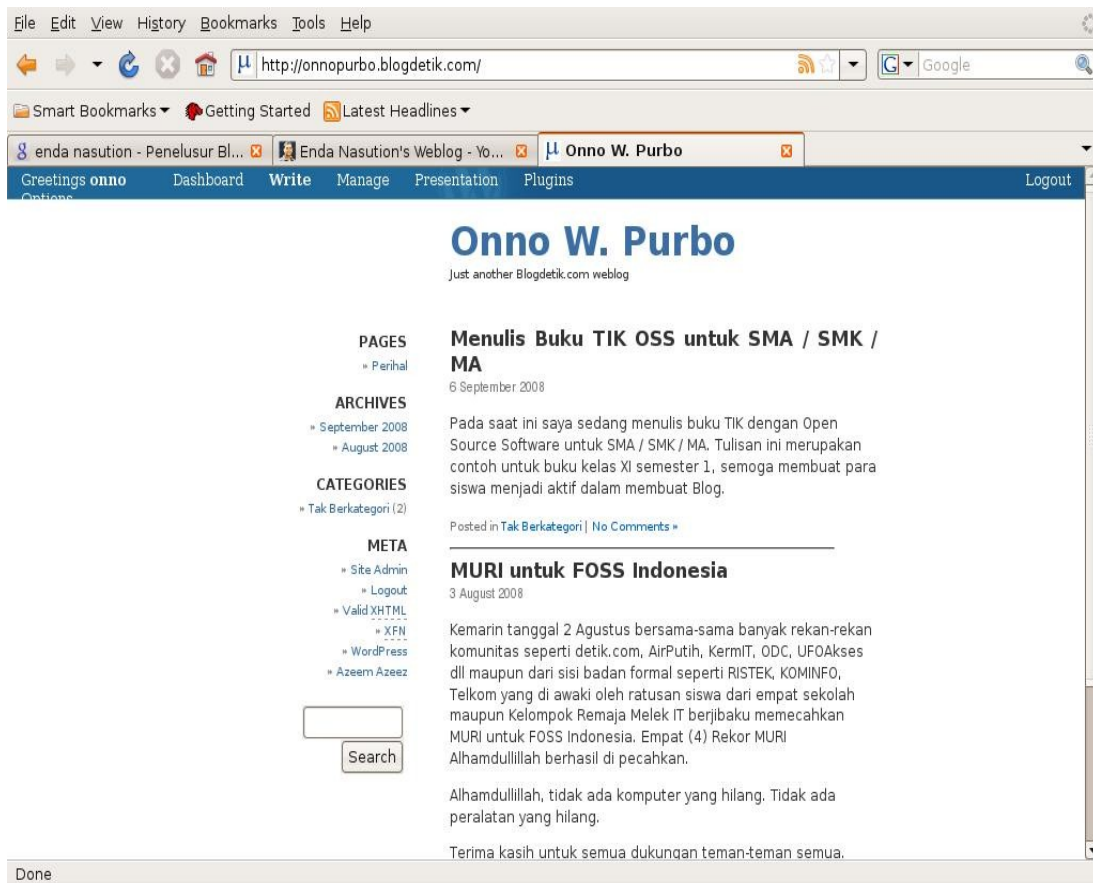 File Edit View History Bookmarks Tools Help
http://onnopurbo.blogdetik.com/
G Google
Smart Bookmarks Getting Started Latest Headlines
enda nasution - Penelusur Bl... Enda Nasution's Weblog - Yo... μ Onno W. Purbo
Greetings onno Dashboard Write Manage Presentation Plugins Logout
Options
Onno W. Purbo
Just another Blogdetik.com weblog
PAGES
» Perihal
ARCHIVES
» September 2008
» August 2008
CATEGORIES
» Tak Berkategori (2)
META
» Site Admin
» Logout
» Valid XHTML
» XFN
» WordPress
» Azeem Azeez
Search
Menulis Buku TIK OSS untuk SMA / SMK /
MA
6 September 2008
Pada saat ini saya sedang menulis buku TIK dengan Open
Source Software untuk SMA / SMK / MA. Tulisan ini merupakan
contoh untuk buku kelas XI semester 1, semoga membuat para
siswa menjadi aktif dalam membuat Blog.
Posted in Tak Berkategori | No Comments »
MURI untuk FOSS Indonesia
3 August 2008
Kemarin tanggal 2 Agustus bersama-sama banyak rekan-rekan
komunitas seperti detik.com, AirPutih, KermIT, ODC, UFOAkses
dll maupun dari sisi badan formal seperti RISTEK, KOMINFO,
Telkom yang di awaki oleh ratusan siswa dari empat sekolah
maupun Kelompok Remaja Melek IT berjibaku memecahkan
MURI untuk FOSS Indonesia. Empat (4) Rekor MURI
Alhamdullillah berhasil di pecahkan.
Alhamdullillah, tidak ada komputer yang hilang. Tidak ada
peralatan yang hilang.
Terima kasih untuk semua dukungan teman-teman semua.
Done